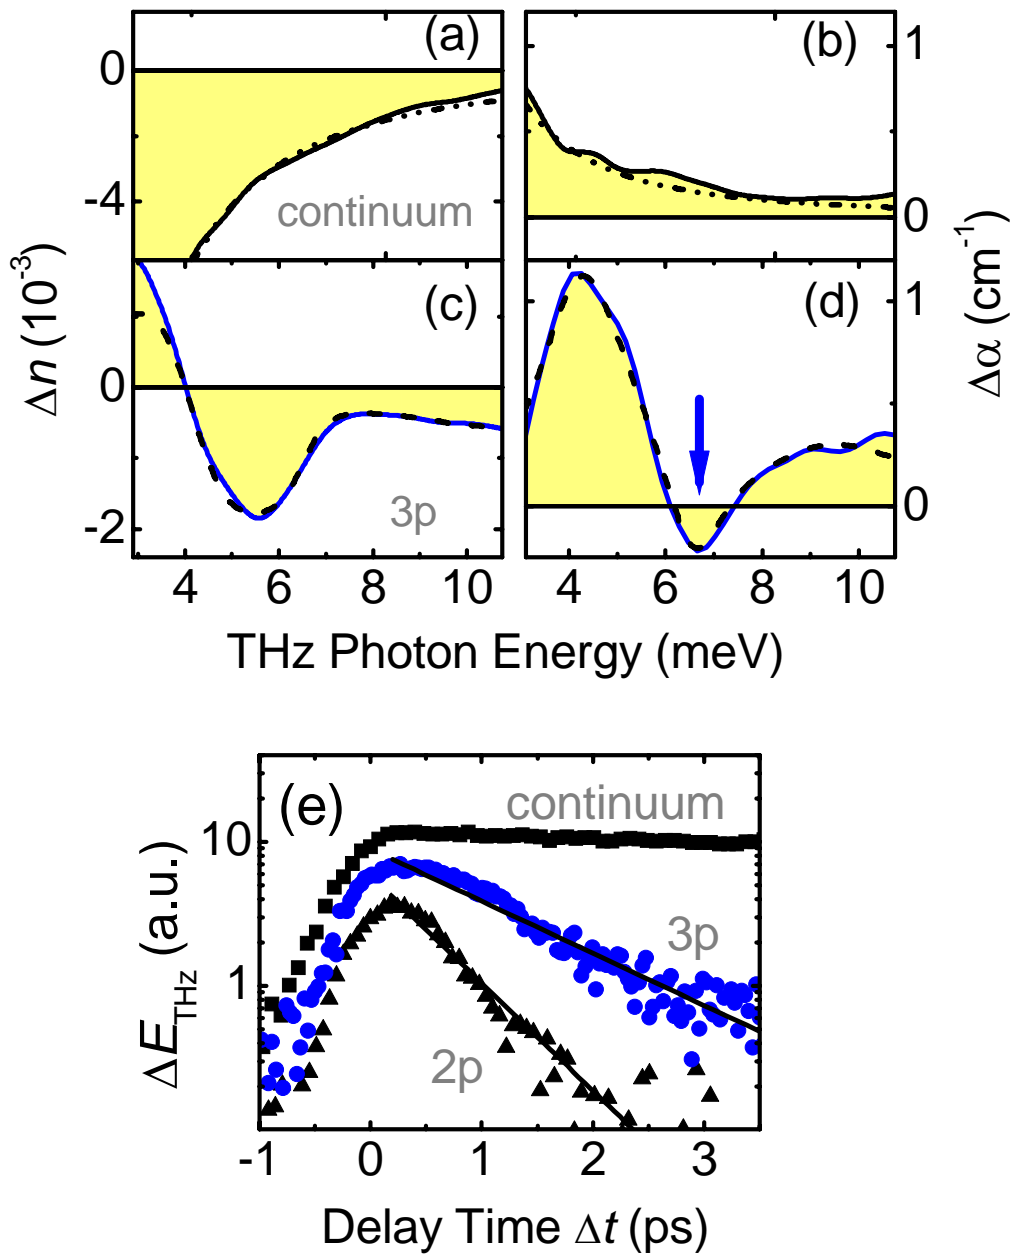 (a) (b)
0
-4
continuum
1
0
Δn (10⁻³)
Δα (cm⁻¹)
(c) (d)
0
-2
3p
1
0
4 6 8 10 4 6 8 10
THz Photon Energy (meV)
(e)
continuum
3p
2p
10
1
ΔE_THz (a.u.)
-1 0 1 2 3
Delay Time Δt (ps)